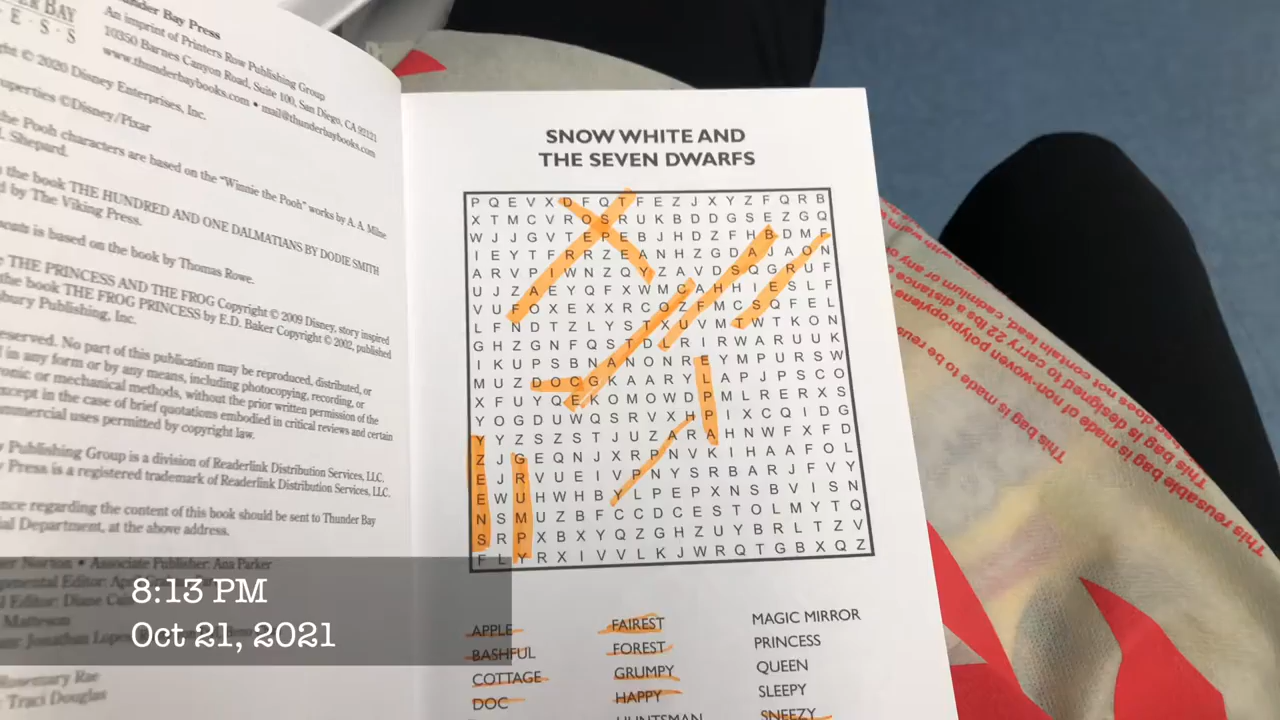 DER BAY
E · S · S
Thunder Bay Press
An imprint of Printers Row Publishing Group
10350 Barnes Canyon Road, Suite 100, San Diego, CA 92121
www.thunderbaybooks.com • mail@thunderbaybooks.com
© 2020 Disney Enterprises, Inc.
©Disney/Pixar
the Pooh characters are based on the "Winnie the Pooh" works by A. A. Milne
Shepard.
the book THE HUNDRED AND ONE DALMATIANS BY DODIE SMITH
by The Viking Press.
is based on the book by Thomas Rowe.
THE PRINCESS AND THE FROG Copyright © 2009 Disney, story inspired
the book THE FROG PRINCESS by E.D. Baker Copyright © 2002, published
Publishing, Inc.
reserved. No part of this publication may be reproduced, distributed, or
in any form or by any means, including photocopying, recording, or
electronic or mechanical methods, without the prior written permission of the
except in the case of brief quotations embodied in critical reviews and certain
noncommercial uses permitted by copyright law.
Publishing Group is a division of Readerlink Distribution Services, LLC.
Press is a registered trademark of Readerlink Distribution Services, LLC.
regarding the content of this book should be sent to Thunder Bay
Department, at the above address.
Norton • Associate Publisher: Ana Parker
Editor:
Rosemary Rae
Traci Douglas
SNOW WHITE AND
THE SEVEN DWARFS
P Q E V X D F Q T F E Z J X Y Z F Q R B
X T M C V R O S R U K B D D G S E Z G Q
W J J G V T E P E B J H D Z F H B D M F
I E Y T F R R Z E A N H Z G D A J A O N
A R V P I W N Z Q Y Z A V D S Q G R U F
U J Z A E Y Q F X W M C A H H I E S L F
V U F O X E X X R C O Z F M C S Q F E L
L F N D T Z L Y S T X U V M T W T K O N
G H Z G N F Q S T D L R I R W A R U U K
I K U P S B N A N O N R E Y M P U R S W
M U Z D O C G K A A R Y L A P J P S C O
X F U Y Q E K O M O W D P M L R E R X S
Y O G D U W Q S R V X H P I X C Q I D G
Y Y Z S Z S T J U Z A R A H N W F X F D
Z J G E Q N J X R P N V K I H A A F O L
E J R V U E I V P N Y S R B A R J F V Y
E W U H W H B Y L P E P X N S B V I S N
N S M U Z B F C C D C E S T O L M Y T Q
S R P X B X Y Q Z G H Z U Y B R L T Z V
F L Y R X I V V L K J W R Q T G B X Q Z
APPLE
BASHFUL
COTTAGE
DOC
FAIREST
FOREST
GRUMPY
HAPPY
HUNTSMAN
MAGIC MIRROR
PRINCESS
QUEEN
SLEEPY
SNEEZY
This reusable bag is made
of non-woven polypropylene
This bag is designed to carry 22 lbs a distance
This bag is made
does not contain lead, cadmium or any
8:13 PM
Oct 21, 2021